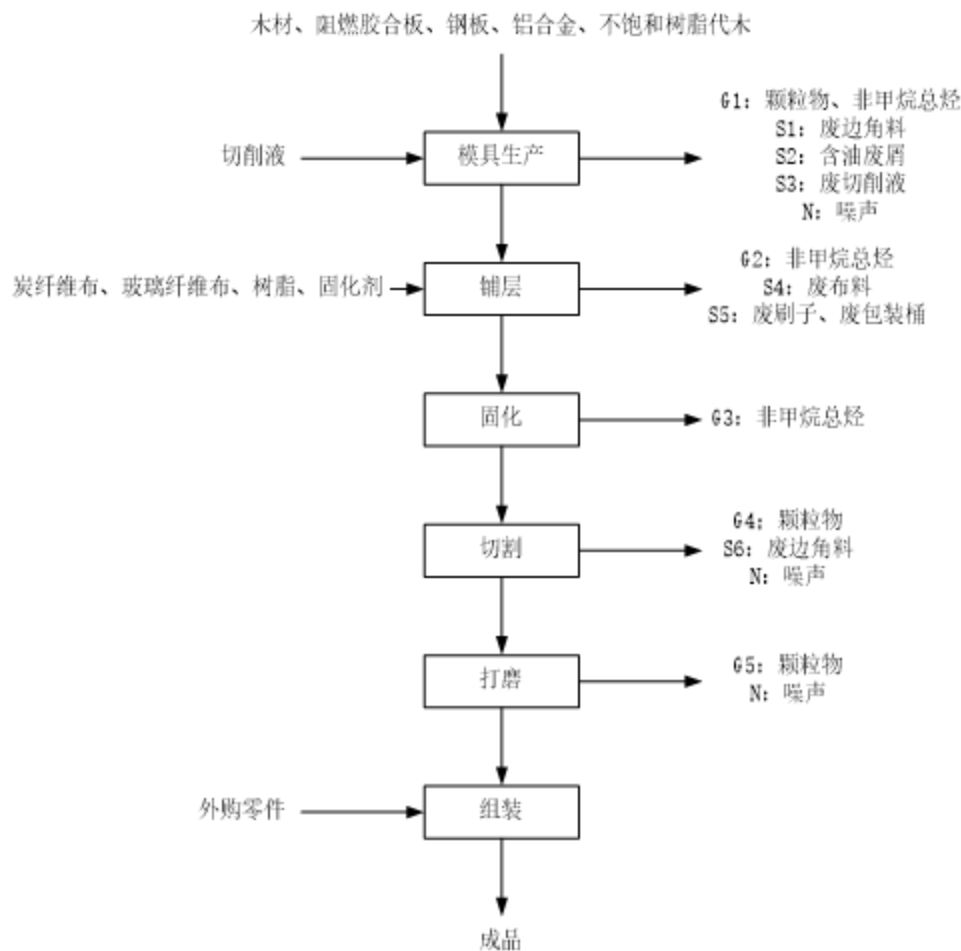 木材、阻燃胶合板、钢板、铝合金、不饱和树脂代木
G1: 颗粒物、非甲烷总烃
S1: 废边角料
切削液
模具生产
S2: 含油废屑
S3: 废切削液
N: 噪声
G2: 非甲烷总烃
炭纤维布、玻璃纤维布、树脂、固化剂
铺层
S4: 废布料
S5: 废刷子、废包装桶
固化
G3: 非甲烷总烃
G4: 颗粒物
切割
S6: 废边角料
N: 噪声
G5: 颗粒物
打磨
N: 噪声
外购零件
组装
成品